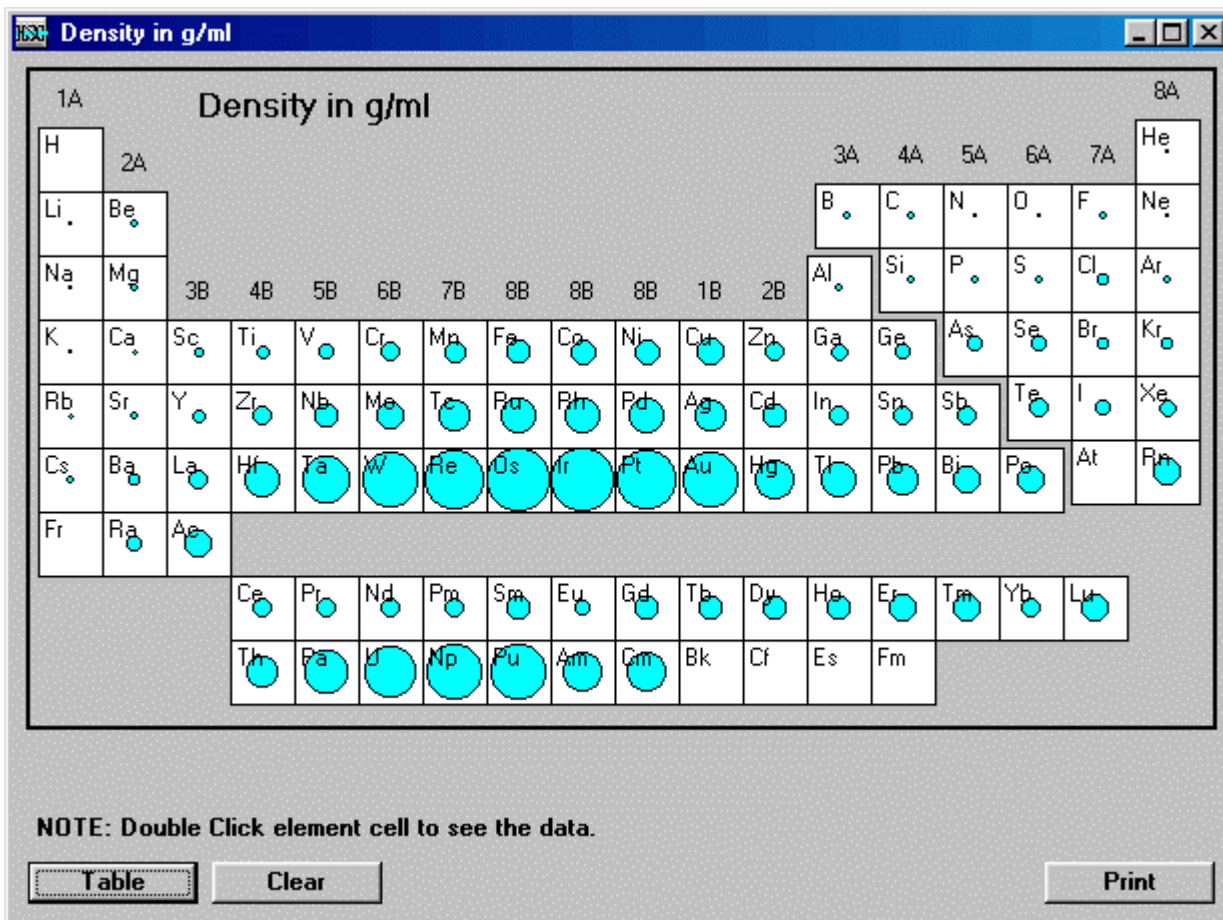 Density in g/ml
1A
Density in g/ml
8A
H
2A
3A 4A 5A 6A 7A
He
Li Be
B C N O F Ne
Na Mg
3B 4B 5B 6B 7B 8B 8B 8B 1B 2B
Al Si P S Cl Ar
K Ca Sc Ti V Cr Mn Fe Co Ni Cu Zn Ga Ge As Se Br Kr
Rb Sr Y Zr Nb Mo Tc Ru Rh Pd Ag Cd In Sn Sb Te I Xe
Cs Ba La Hf Ta W Re Os Ir Pt Au Hg Tl Pb Bi Po At Rn
Fr Ra Ac
Ce Pr Nd Pm Sm Eu Gd Tb Dy Ho Er Tm Yb Lu
Th Pa U Np Pu Am Cm Bk Cf Es Fm
NOTE: Double Click element cell to see the data.
Table Clear Print